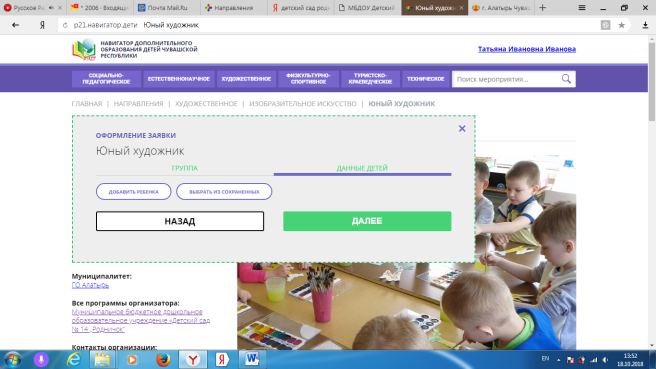 Русское Ра
* 2006 · Входящи
Почта Mail.Ru
Направления
детский сад родн
МБДОУ Детский
Юный художн
г. Алатырь Чува
p21.навигатор.дети Юный художник
НАВИГАТОР ДОПОЛНИТЕЛЬНОГО
ОБРАЗОВАНИЯ ДЕТЕЙ ЧУВАШСКОЙ
РЕСПУБЛИКИ
Татьяна Ивановна Иванова
СОЦИАЛЬНО-
ПЕДАГОГИЧЕСКОЕ
ЕСТЕСТВЕННОНАУЧНОЕ
ХУДОЖЕСТВЕННОЕ
ФИЗКУЛЬТУРНО-
СПОРТИВНОЕ
ТУРИСТСКО-
КРАЕВЕДЧЕСКОЕ
ТЕХНИЧЕСКОЕ
Поиск мероприятия...
ГЛАВНАЯ | НАПРАВЛЕНИЯ | ХУДОЖЕСТВЕННОЕ | ИЗОБРАЗИТЕЛЬНОЕ ИСКУССТВО | ЮНЫЙ ХУДОЖНИК
ОФОРМЛЕНИЕ ЗАЯВКИ
Юный художник
ГРУППА
ДАННЫЕ ДЕТЕЙ
ДОБАВИТЬ РЕБЕНКА
ВЫБРАТЬ ИЗ СОХРАНЕННЫХ
НАЗАД
ДАЛЕЕ
Муниципалитет:
ГО Алатырь
Все программы организатора:
Муниципальное бюджетное дошкольное
образовательное учреждение «Детский сад
№ 14 „Родничок"
Контакты организации:
EN
13:52
18.10.2018